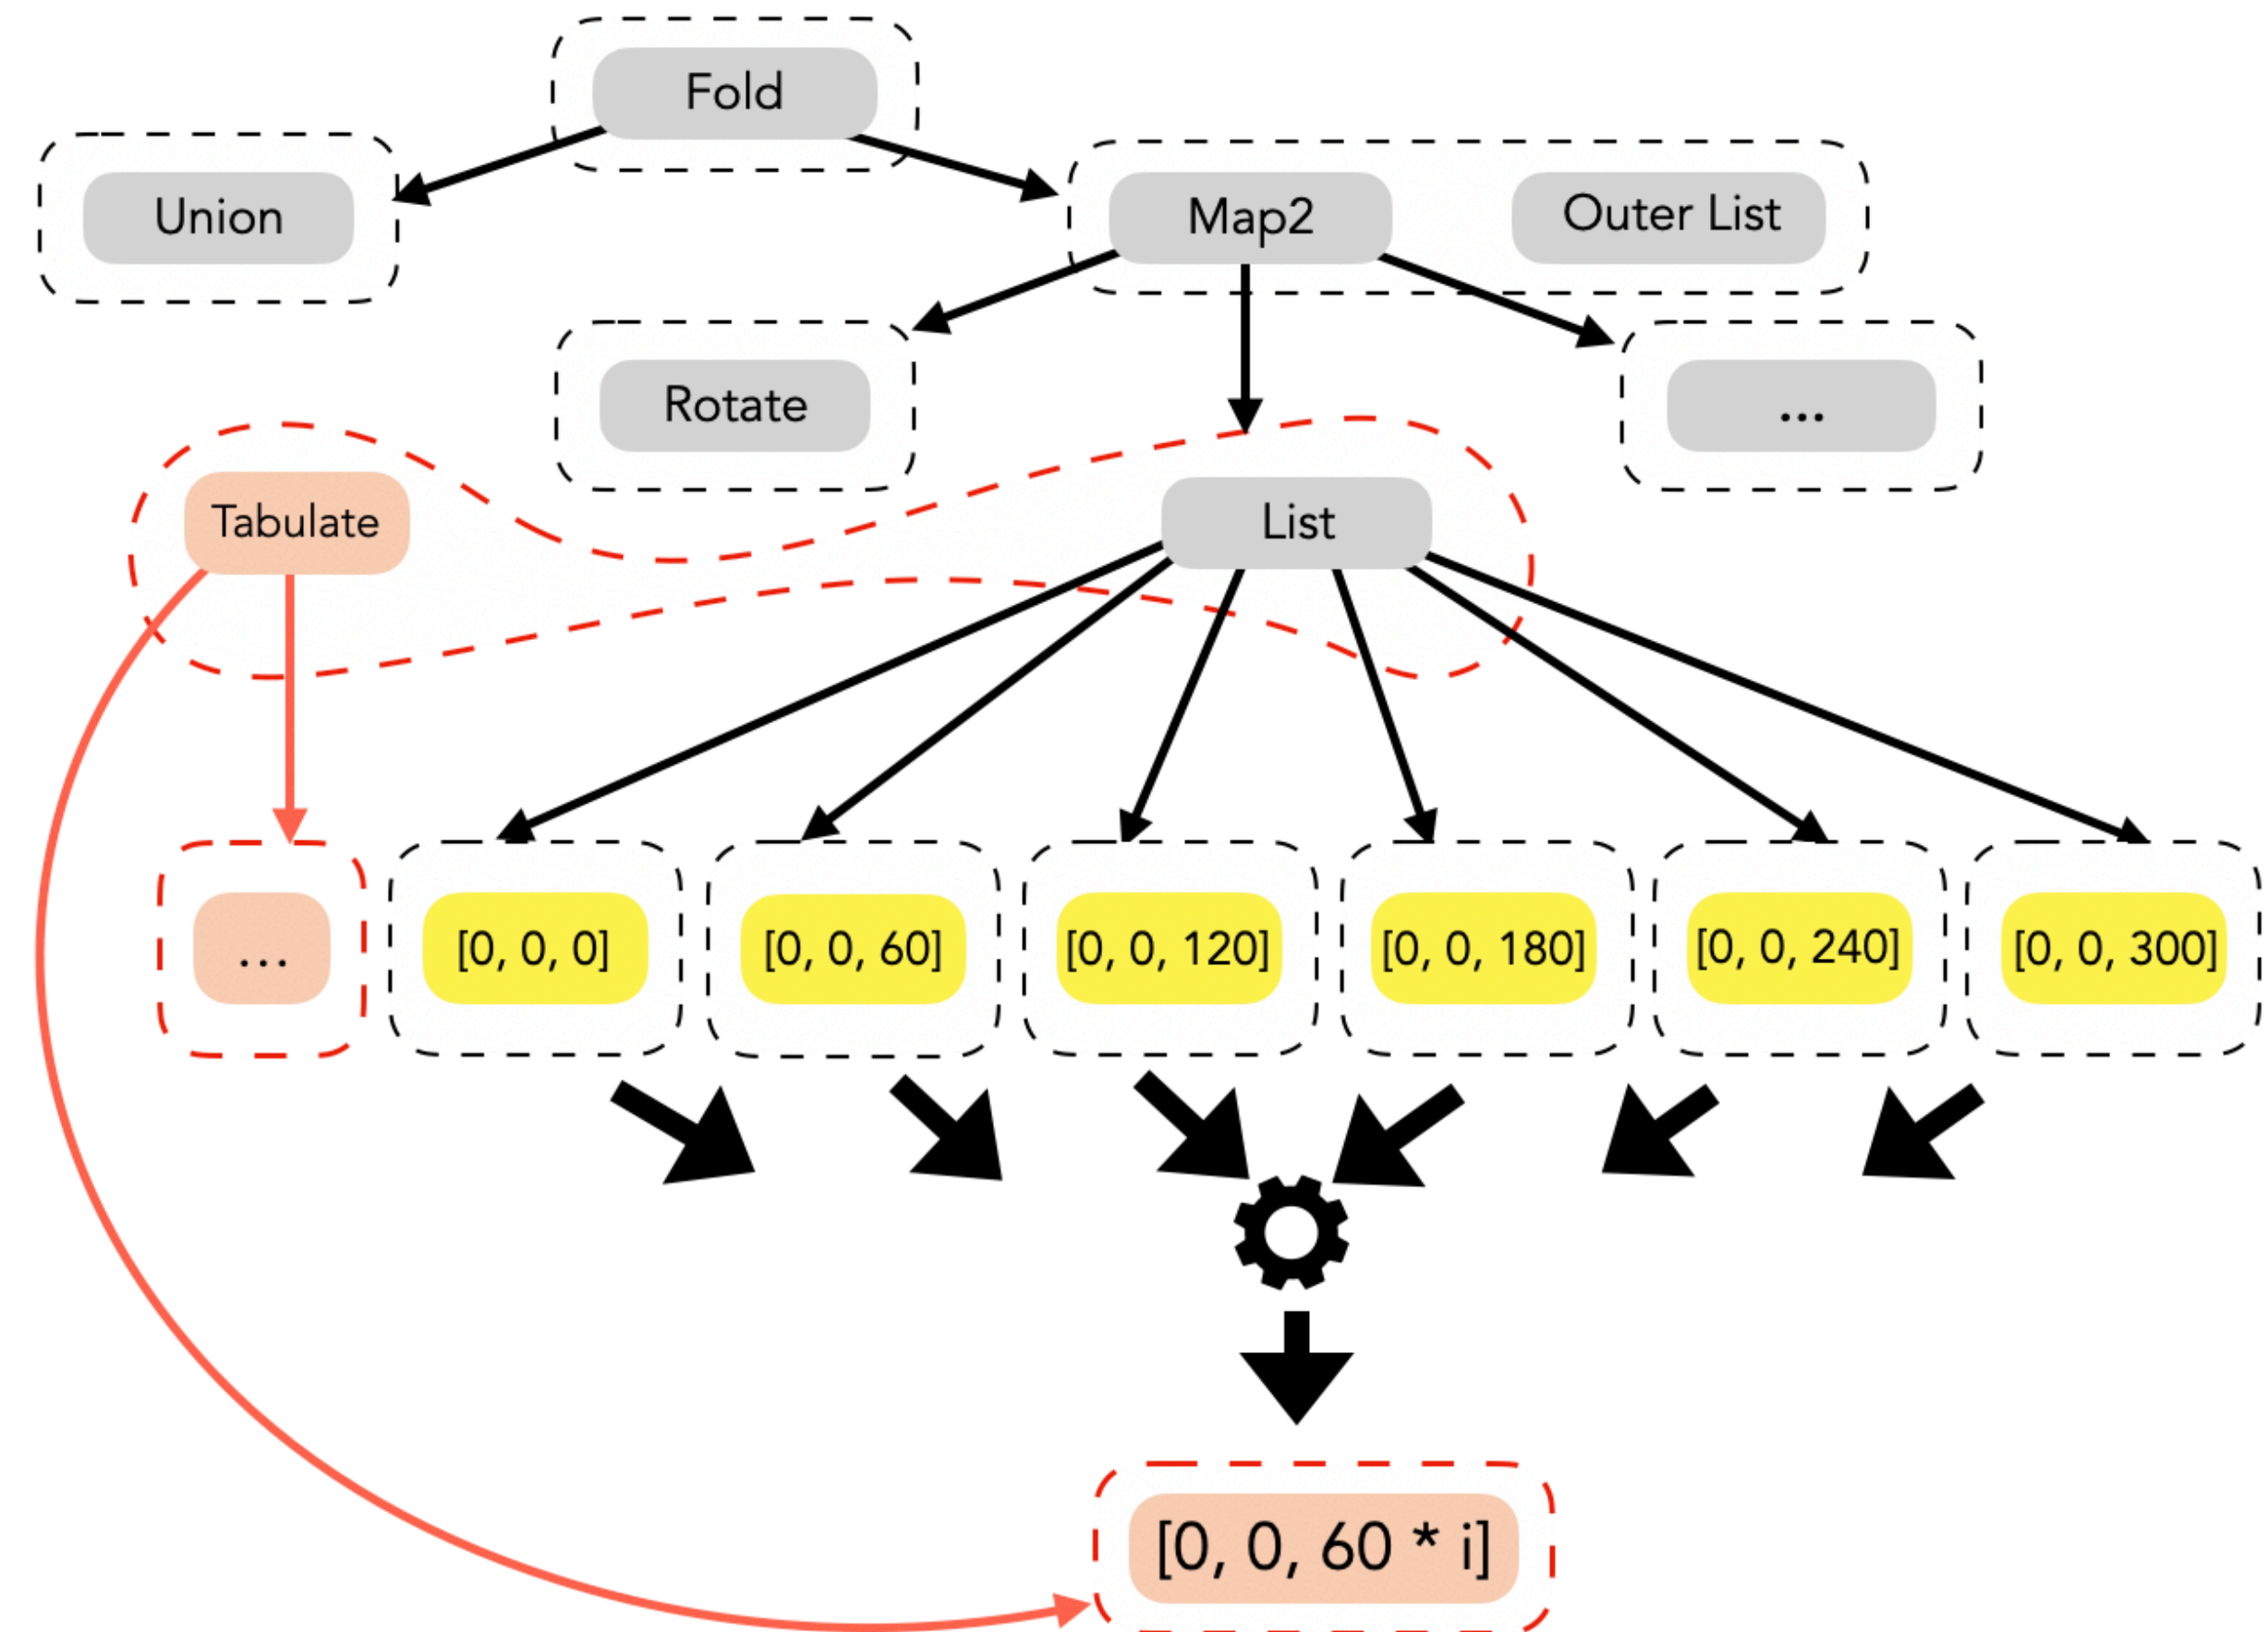 Fold
Union
Map2
Outer List
Rotate
...
Tabulate
List
...
[0, 0, 0]
[0, 0, 60]
[0, 0, 120]
[0, 0, 180]
[0, 0, 240]
[0, 0, 300]
[0, 0, 60 * i]